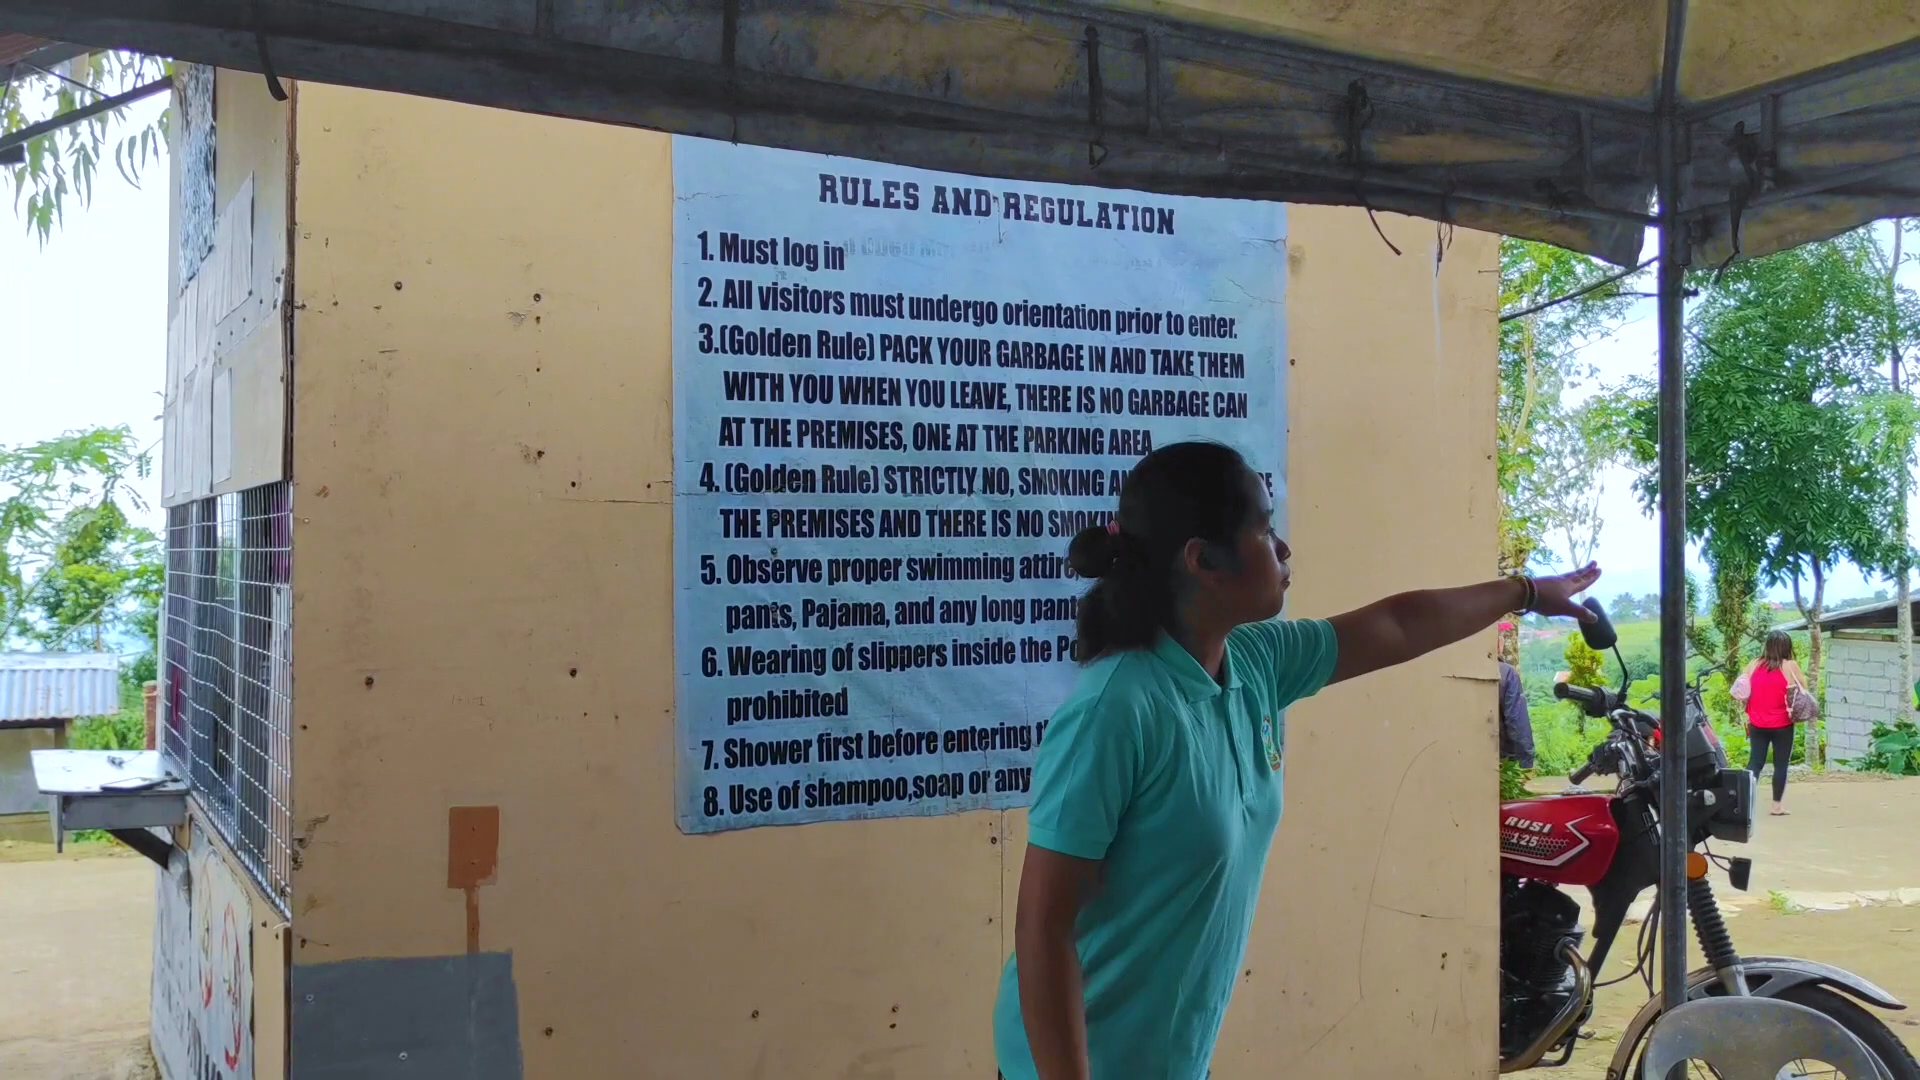 RULES AND REGULATION
1. Must log in
2. All visitors must undergo orientation prior to enter.
3.(Golden Rule) PACK YOUR GARBAGE IN AND TAKE THEM
WITH YOU WHEN YOU LEAVE, THERE IS NO GARBAGE CAN
AT THE PREMISES, ONE AT THE PARKING AREA
4. (Golden Rule) STRICTLY NO, SMOKING
THE PREMISES AND THERE IS NO
5. Observe proper swimming attire
pants, Pajama, and any long
6. Wearing of slippers inside the
prohibited
7. Shower first before entering
8. Use of shampoo,soap or any
RUSI
125